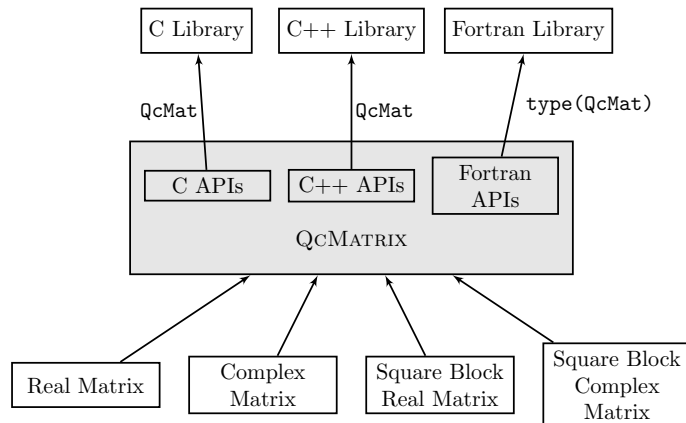 C Library
C++ Library
Fortran Library
QcMat
QcMat
type(QcMat)
C APIs
C++ APIs
Fortran
APIs
QCMATRIX
Real Matrix
Complex
Matrix
Square Block
Real Matrix
Square Block
Complex
Matrix